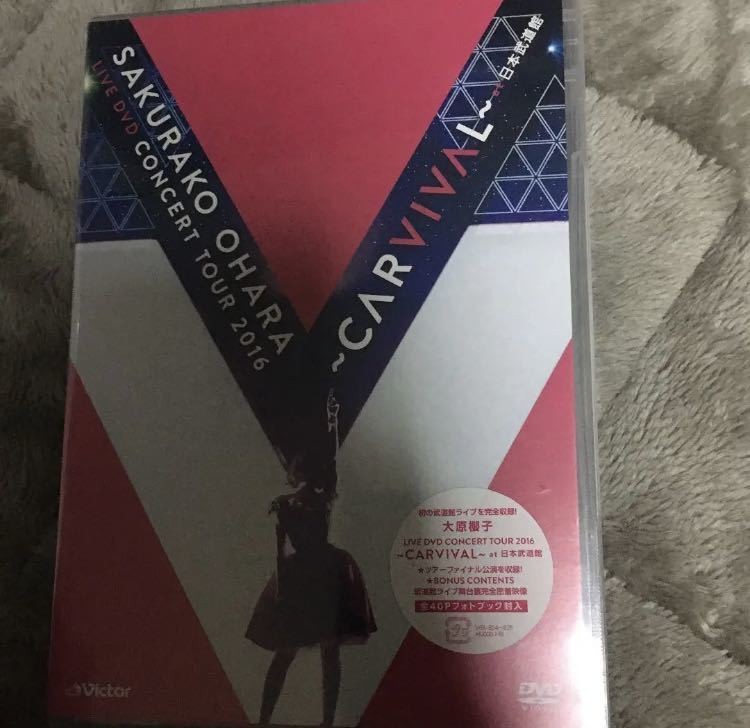 SAKURAKO OHARA
LIVE DVD CONCERT TOUR 2016
~CARVIVAL~ at 日本武道館
初の武道館ライブを完全収録!
大原櫻子
LIVE DVD CONCERT TOUR 2016
~CARVIVAL~ at 日本武道館
★ツアーファイナル公演を収録!
★BONUS CONTENTS
武道館ライブ舞台裏完全密着映像
全40Pフォトブック封入
Victor
DVD
VIDEO